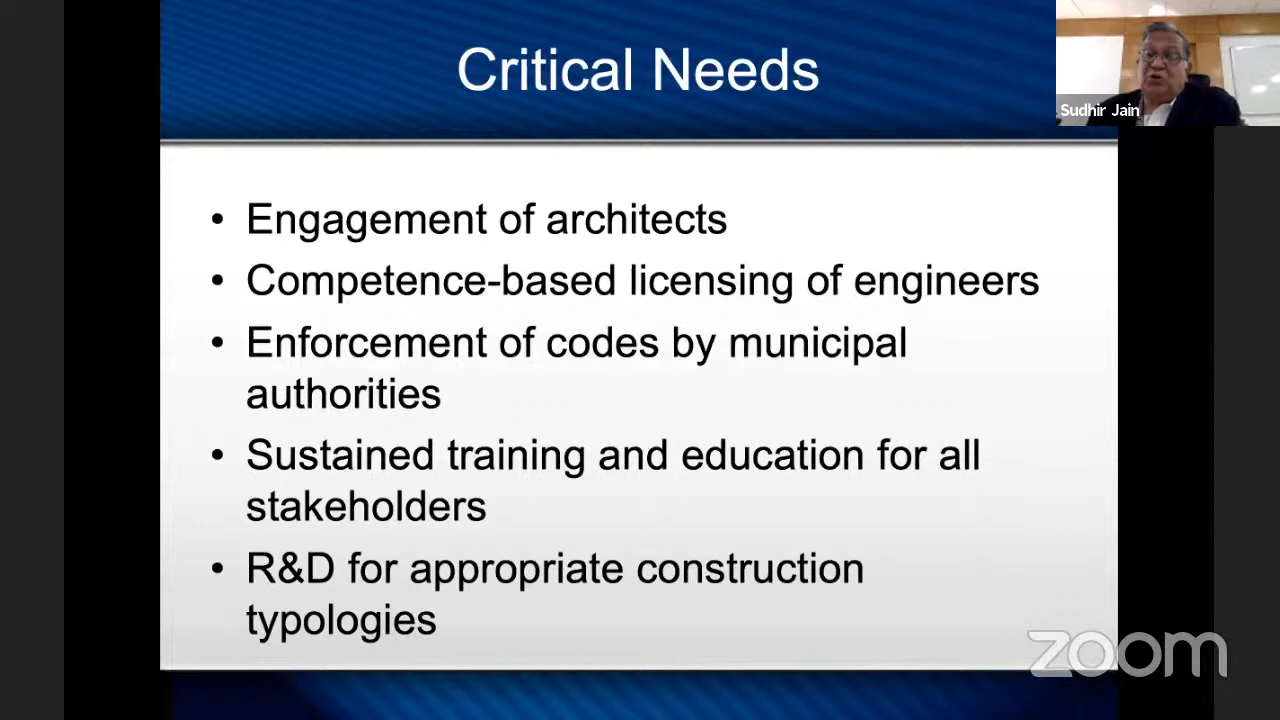 Critical Needs
Sudhir Jain
• Engagement of architects
• Competence-based licensing of engineers
• Enforcement of codes by municipal
authorities
• Sustained training and education for all
stakeholders
• R&D for appropriate construction
typologies
zoom